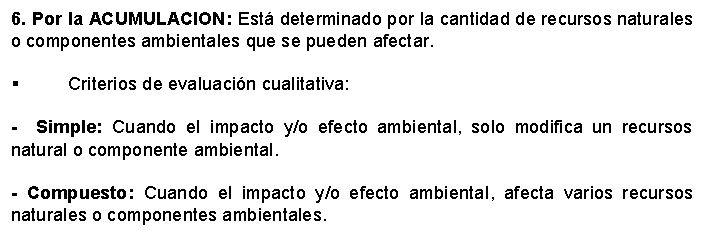 6. Por la ACUMULACION: Está determinado por la cantidad de recursos naturales
o componentes ambientales que se pueden afectar.
▪ Criterios de evaluación cualitativa:
- Simple: Cuando el impacto y/o efecto ambiental, solo modifica un recursos
natural o componente ambiental.
- Compuesto: Cuando el impacto y/o efecto ambiental, afecta varios recursos
naturales o componentes ambientales.